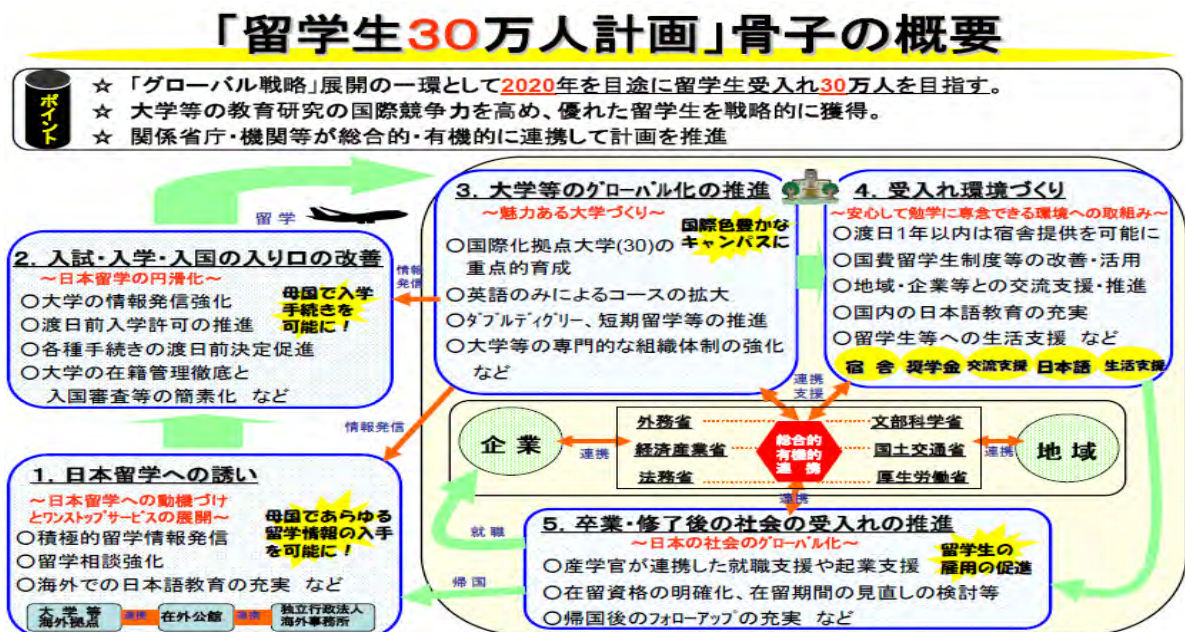 「留学生30万人計画」骨子の概要
ポイント
☆ 「グローバル戦略」展開の一環として2020年を目途に留学生受入れ30万人を目指す。
☆ 大学等の教育研究の国際競争力を高め、優れた留学生を戦略的に獲得。
☆ 関係省庁・機関等が総合的・有機的に連携して計画を推進
留学
2. 入試・入学・入国の入り口の改善
~日本留学の円滑化~
○大学の情報発信強化
○渡日前入学許可の推進
○各種手続きの渡日前決定促進
○大学の在籍管理徹底と
入国審査等の簡素化 など
母国で入学
手続きを
可能に!
情報
発信
3. 大学等のグローバル化の推進
~魅力ある大学づくり~
国際色豊かな
キャンパスに
○国際化拠点大学(30)の
重点的育成
○英語のみによるコースの拡大
○ダブルディグリー、短期留学等の推進
○大学等の専門的な組織体制の強化
など
4. 受入れ環境づくり
~安心して勉学に専念できる環境への取組み~
○渡日1年以内は宿舎提供を可能に
○国費留学生制度等の改善・活用
○地域・企業等との交流支援・推進
○国内の日本語教育の充実
○留学生等への生活支援 など
宿舎 奨学金 交流支援 日本語 生活支援
情報発信
連携
支援
企業
連携
外務省
経済産業省
法務省
総合的
有機的
連携
文部科学省
国土交通省
厚生労働省
連携
地域
連携
1. 日本留学への誘い
~日本留学への動機づけ
とワンストップサービスの展開~
○積極的留学情報発信
○留学相談強化
○海外での日本語教育の充実 など
母国であらゆる
留学情報の入手
を可能に!
大学等
海外拠点
連携
在外公館
連携
独立行政法人
海外事務所
就職
帰国
5. 卒業・修了後の社会の受入れの推進
~日本の社会のグローバル化~
○産学官が連携した就職支援や起業支援
○在留資格の明確化、在留期間の見直しの検討等
○帰国後のフォローアップの充実 など
留学生の
雇用の促進